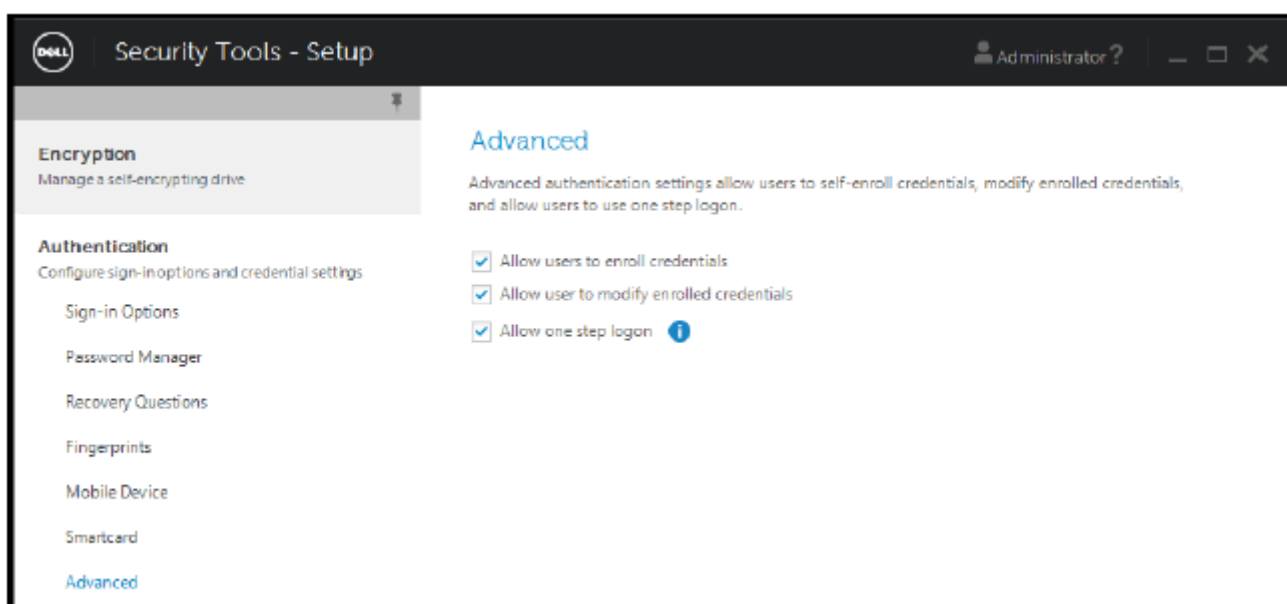 DELL
Security Tools - Setup
Administrator ?
Encryption
Manage a self-encrypting drive
Authentication
Configure sign-in options and credential settings
Sign-in Options
Password Manager
Recovery Questions
Fingerprints
Mobile Device
Smartcard
Advanced
Advanced
Advanced authentication settings allow users to self-enroll credentials, modify enrolled credentials,
and allow users to use one step logon.
Allow users to enroll credentials
Allow user to modify enrolled credentials
Allow one step logon i